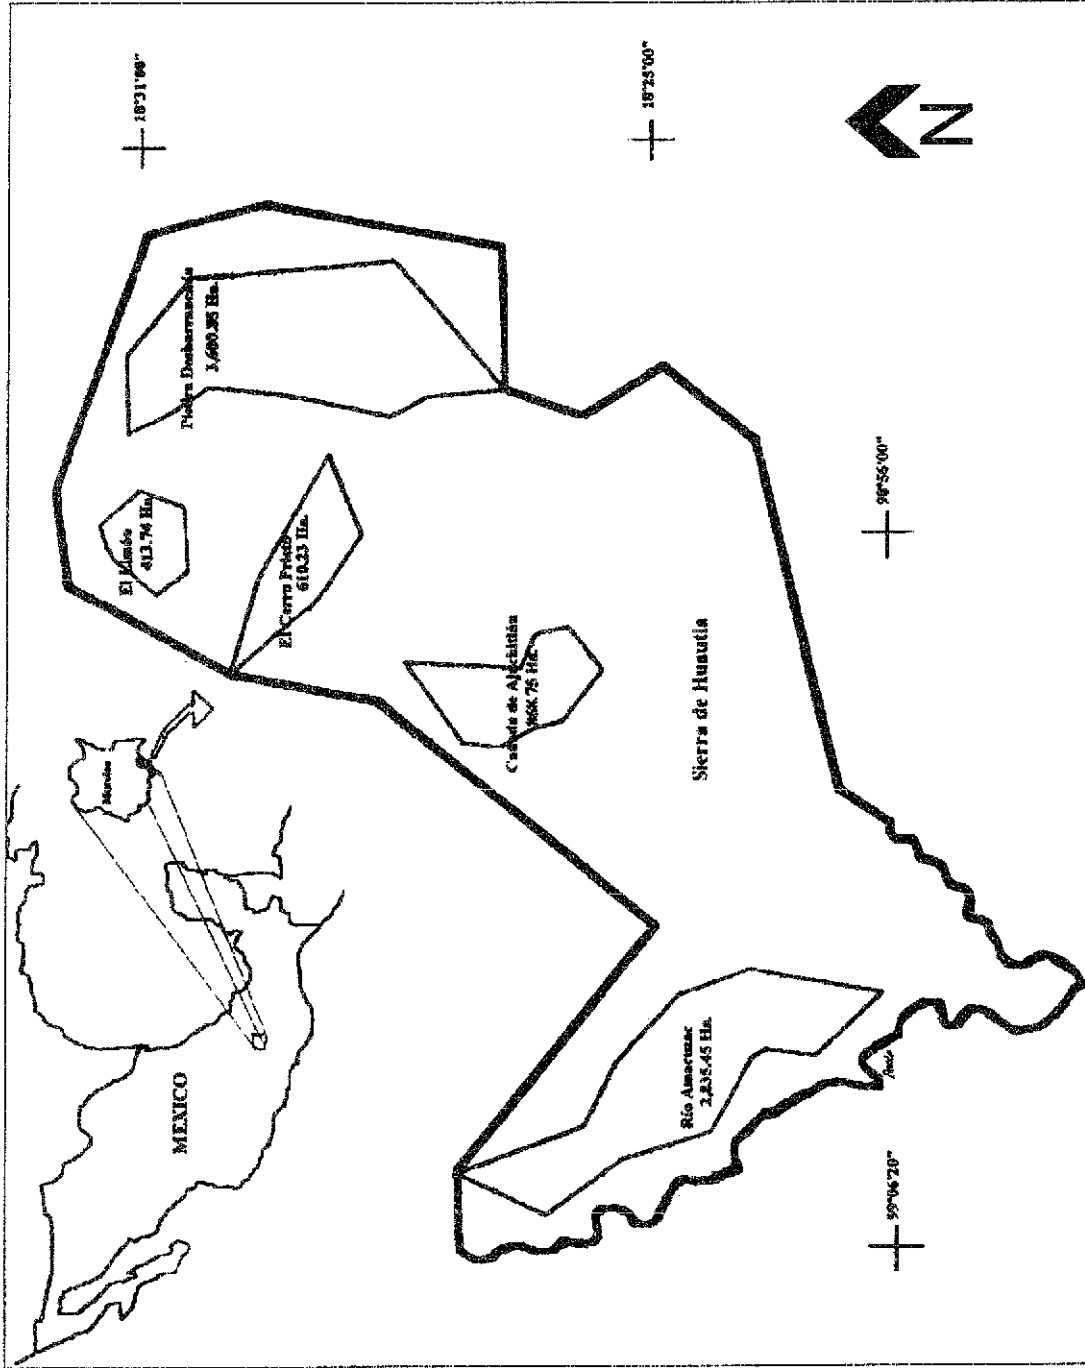 MEXICO
Morelos
18°31'00"
18°25'00"
N
Piedra Desbarrancada
3,600.85 Ha.
El Limón
413.74 Ha.
El Cerro Frío
610.23 Ha.
Cañada de Ajuchitlán
Sierra de Huautla
98°56'00"
Río Amacuzac
2,835.45 Ha.
99°06'20"